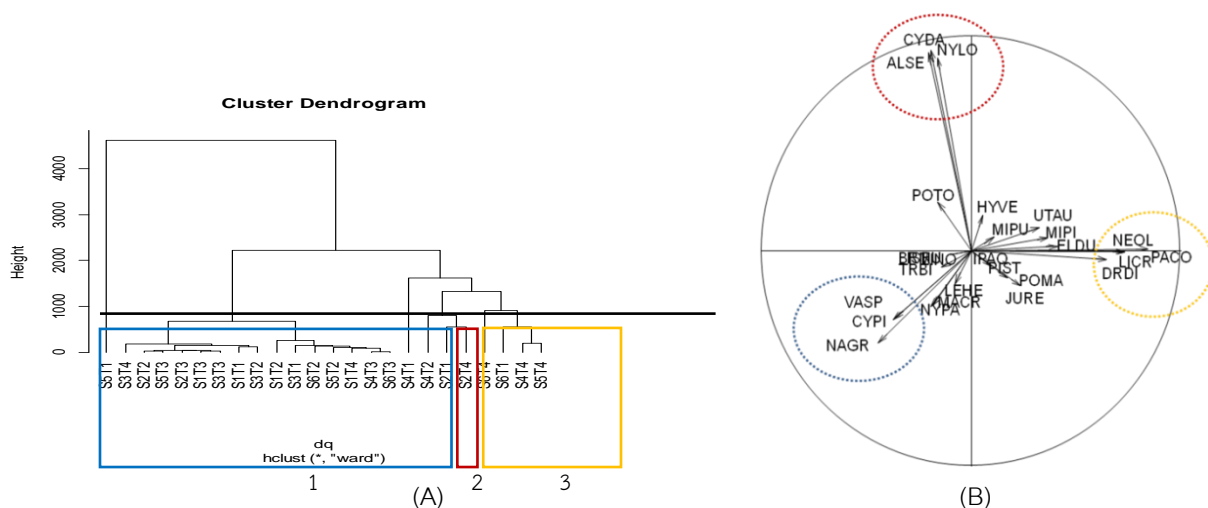 Cluster Dendrogram
Height
4000
3000
2000
1000
0
S5T1
S3T4
S2T2
S5T3
S2T3
S1T3
S3T3
S1T1
S3T2
S1T2
S3T1
S6T2
S5T2
S1T4
S4T3
S6T3
S4T1
S4T2
S2T1
S2T4
S6T4
S6T1
S4T4
S5T4
dq
hclust (*, "ward")
1
2
3
(A)
CYDA
NYLO
ALSE
POTO
HYVE
UTAU
MIPU
MIPI
ELDU
NEOL
PACO
LICR
DRDI
IPAQ
PIST
POMA
JURE
TRBI
LEHE
MACR
NYPA
VASP
CYPI
NAGR
(B)